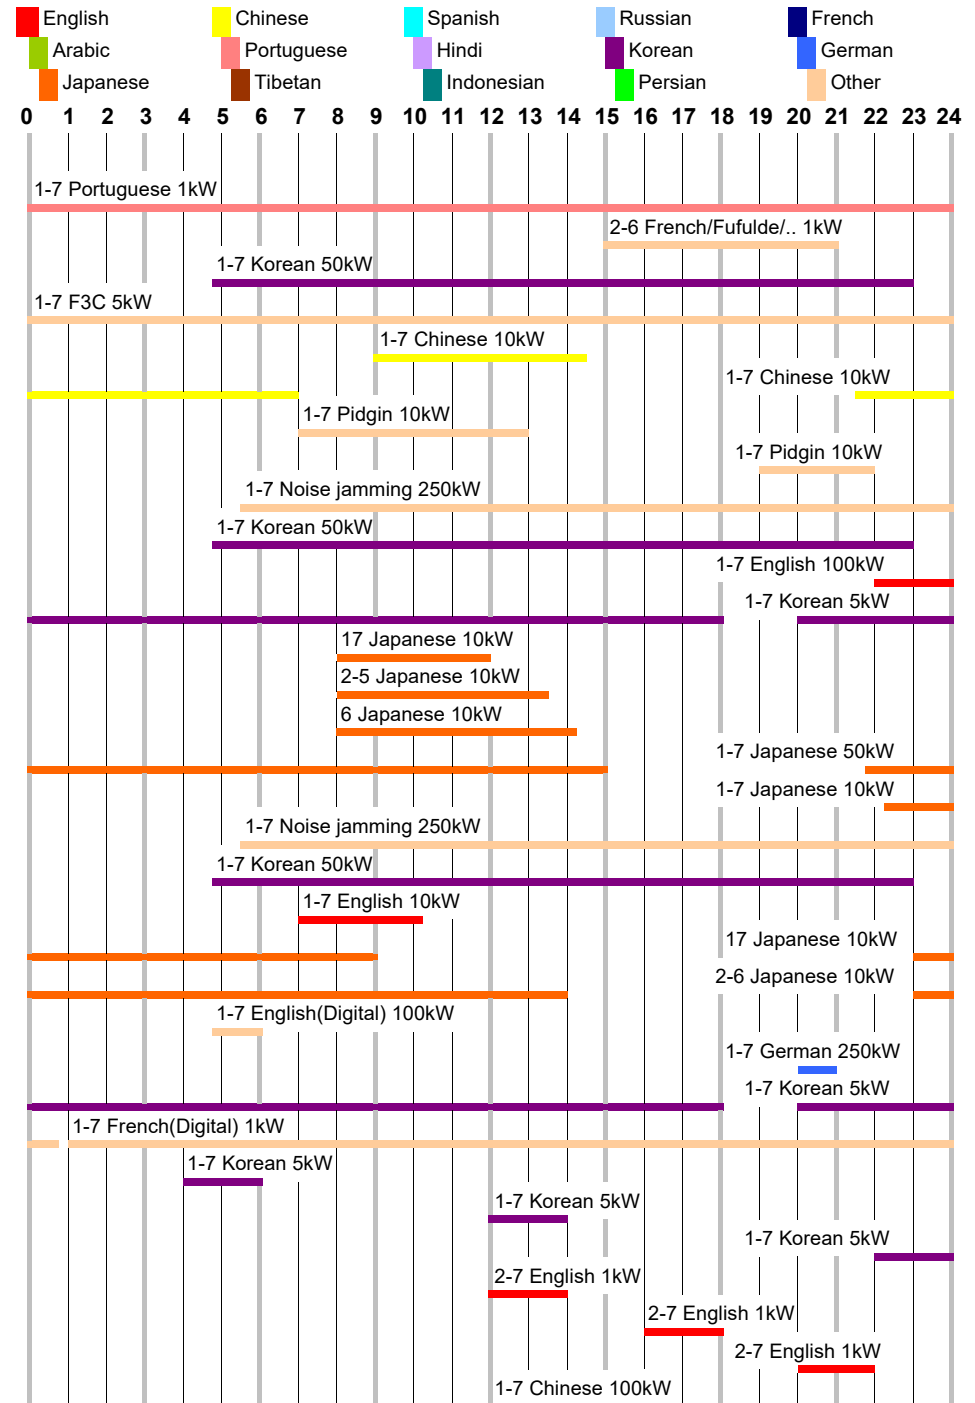 English Chinese Spanish Russian French
Arabic Portuguese Hindi Korean German
Japanese Tibetan Indonesian Persian Other
0 1 2 3 4 5 6 7 8 9 10 11 12 13 14 15 16 17 18 19 20 21 22 23 24
1-7 Portuguese 1kW
2-6 French/Fufulde/.. 1kW
1-7 Korean 50kW
1-7 F3C 5kW
1-7 Chinese 10kW
1-7 Chinese 10kW
1-7 Pidgin 10kW
1-7 Pidgin 10kW
1-7 Noise jamming 250kW
1-7 Korean 50kW
1-7 English 100kW
1-7 Korean 5kW
17 Japanese 10kW
2-5 Japanese 10kW
6 Japanese 10kW
1-7 Japanese 50kW
1-7 Japanese 10kW
1-7 Noise jamming 250kW
1-7 Korean 50kW
1-7 English 10kW
17 Japanese 10kW
2-6 Japanese 10kW
1-7 English(Digital) 100kW
1-7 German 250kW
1-7 Korean 5kW
1-7 French(Digital) 1kW
1-7 Korean 5kW
1-7 Korean 5kW
1-7 Korean 5kW
2-7 English 1kW
2-7 English 1kW
2-7 English 1kW
1-7 Chinese 100kW